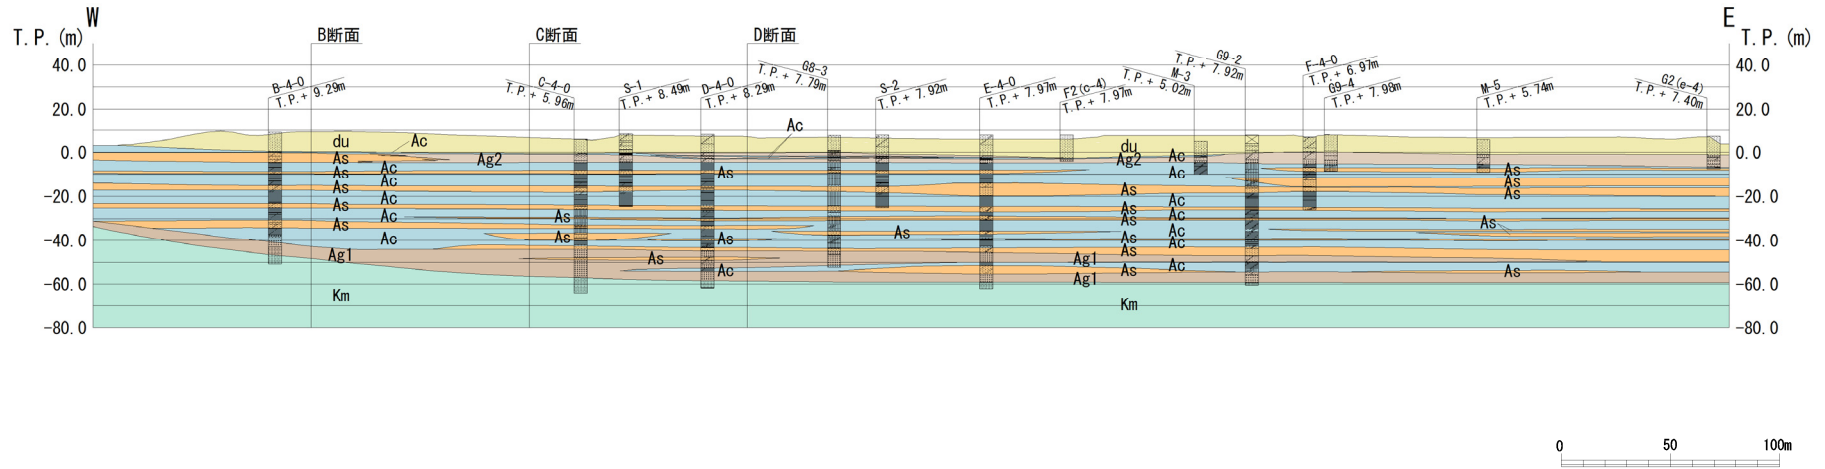 W
E
T.P.(m)
T.P.(m)
B断面
C断面
D断面
B-4-0
T.P.+ 9.29m
C-4-0
T.P.+ 5.96m
S-1
T.P.+ 8.49m
D-4-0
T.P.+ 8.29m
G8-3
T.P.+ 7.79m
S-2
T.P.+ 7.92m
E-4-0
T.P.+ 7.97m
F2(c-4)
T.P.+ 7.97m
M-3
T.P.+ 5.02m
G9-2
T.P.+ 7.92m
F-4-0
T.P.+ 6.97m
G9-4
T.P.+ 7.98m
M-5
T.P.+ 5.74m
G2(e-4)
T.P.+ 7.40m
40.0
20.0
0.0
-20.0
-40.0
-60.0
-80.0
40.0
20.0
0.0
-20.0
-40.0
-60.0
-80.0
du
Ac
As
Ac
As
Ac
As
Ac
As
Ac
As
Ac
Ag1
Km
Ag2
Ac
As
As
As
As
As
Ac
As
du
Ag2
Ac
Ac
As
Ac
As
Ac
As
Ac
As
Ac
As
Ag1
As
Ac
Ag1
Km
As
As
As
As
As
As
0 50 100m